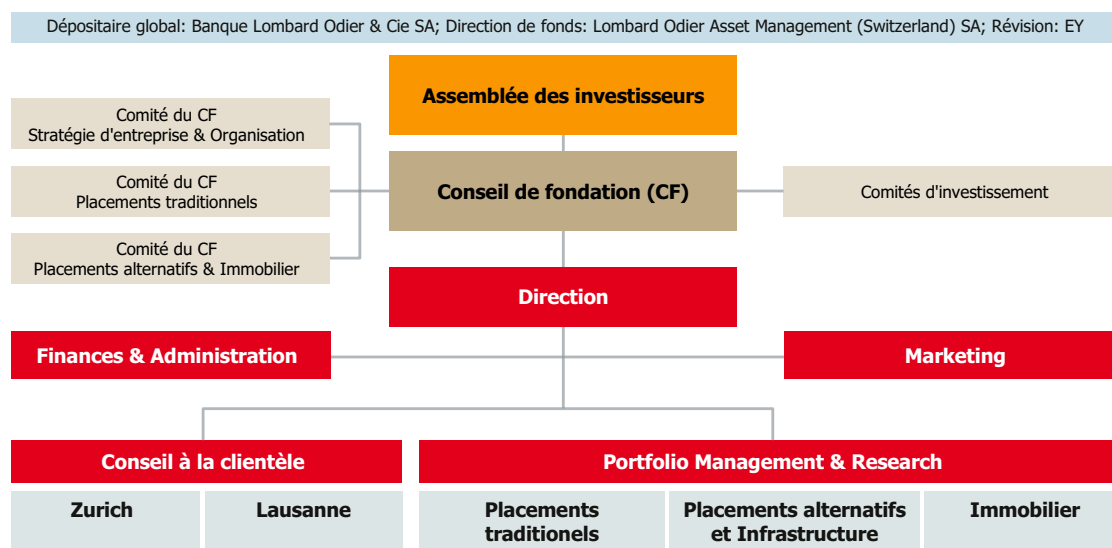 Dépositaire global: Banque Lombard Odier & Cie SA; Direction de fonds: Lombard Odier Asset Management (Switzerland) SA; Révision: EY
Assemblée des investisseurs
Comité du CF
Stratégie d'entreprise & Organisation
Comité du CF
Placements traditionnels
Comité du CF
Placements alternatifs & Immobilier
Conseil de fondation (CF)
Comités d'investissement
Direction
Finances & Administration
Marketing
Conseil à la clientèle
Portfolio Management & Research
Zurich
Lausanne
Placements
traditionels
Placements alternatifs
et Infrastructure
Immobilier